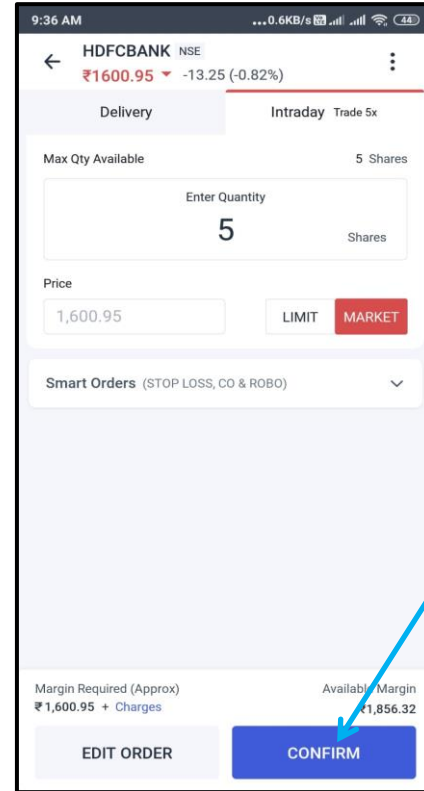 9:36 AM ...0.6KB/s 44
HDFCBANK NSE
₹1600.95 -13.25 (-0.82%)
Delivery Intraday Trade 5x
Max Qty Available 5 Shares
Enter Quantity
5 Shares
Price
1,600.95 LIMIT MARKET
Smart Orders (STOP LOSS, CO & ROBO)
Margin Required (Approx) Available Margin
₹1,600.95 + Charges ₹1,856.32
EDIT ORDER CONFIRM